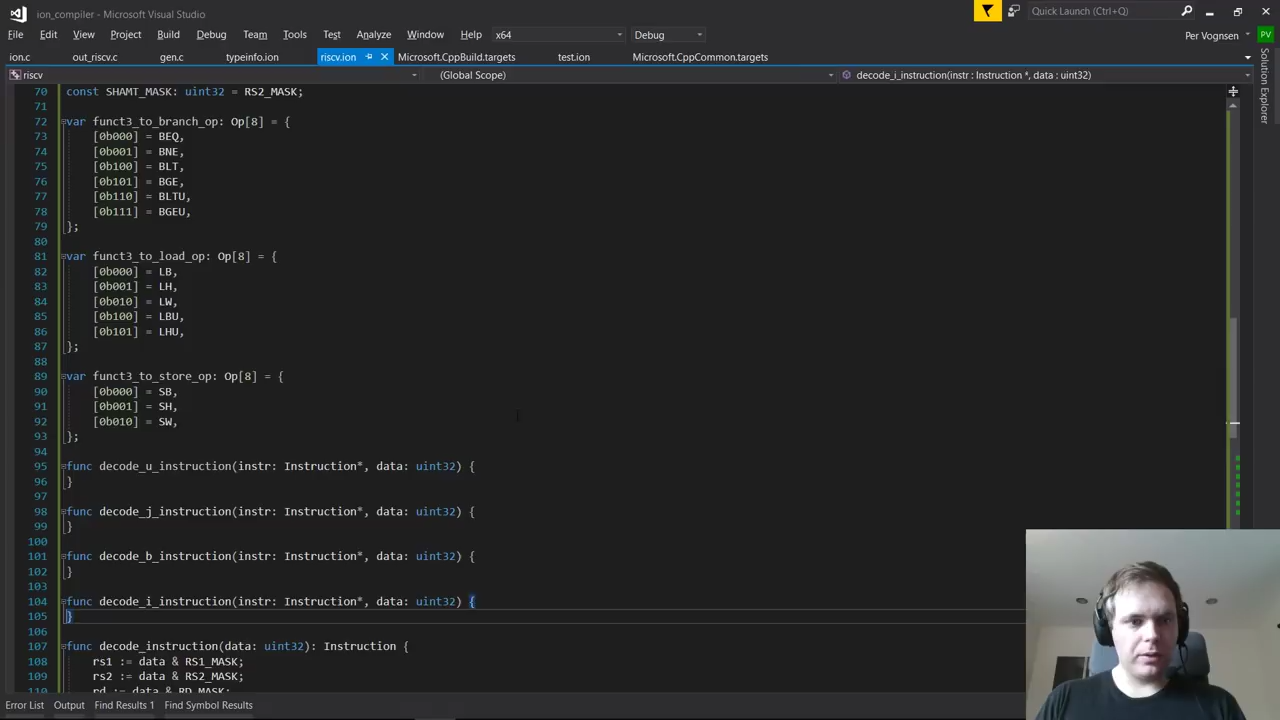 ion_compiler - Microsoft Visual Studio
Quick Launch (Ctrl+Q)
File Edit View Project Build Debug Team Tools Test Analyze Window Help x64 Debug
Per Vognsen PV
ion.c out_riscv.c gen.c typeinfo.ion riscv.ion Microsoft.CppBuild.targets test.ion Microsoft.CppCommon.targets
riscv (Global Scope) decode_i_instruction(instr : Instruction *, data : uint32)
Solution Explorer
70 const SHAMT_MASK: uint32 = RS2_MASK;
71
72 var funct3_to_branch_op: Op[8] = {
73 [0b000] = BEQ,
74 [0b001] = BNE,
75 [0b100] = BLT,
76 [0b101] = BGE,
77 [0b110] = BLTU,
78 [0b111] = BGEU,
79 };
80
81 var funct3_to_load_op: Op[8] = {
82 [0b000] = LB,
83 [0b001] = LH,
84 [0b010] = LW,
85 [0b100] = LBU,
86 [0b101] = LHU,
87 };
88
89 var funct3_to_store_op: Op[8] = {
90 [0b000] = SB,
91 [0b001] = SH,
92 [0b010] = SW,
93 };
94
95 func decode_u_instruction(instr: Instruction*, data: uint32) {
96 }
97
98 func decode_j_instruction(instr: Instruction*, data: uint32) {
99 }
100
101 func decode_b_instruction(instr: Instruction*, data: uint32) {
102 }
103
104 func decode_i_instruction(instr: Instruction*, data: uint32) {
105 }
106
107 func decode_instruction(data: uint32): Instruction {
108 rs1 := data & RS1_MASK;
109 rs2 := data & RS2_MASK;
110 rd := data & RD_MASK;
Error List Output Find Results 1 Find Symbol Results